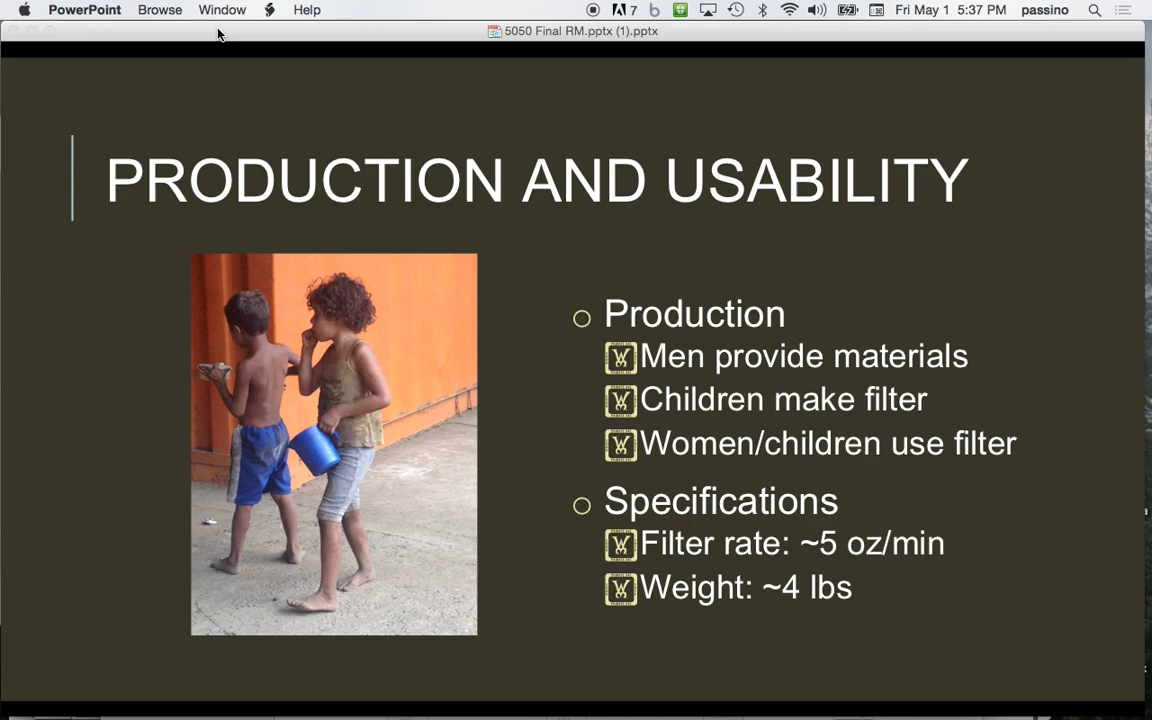 PowerPoint Browse Window Help 7 Fri May 1 5:37 PM passino
5050 Final RM.pptx (1).pptx
PRODUCTION AND USABILITY
Production
Men provide materials
Children make filter
Women/children use filter
Specifications
Filter rate: ~5 oz/min
Weight: ~4 lbs